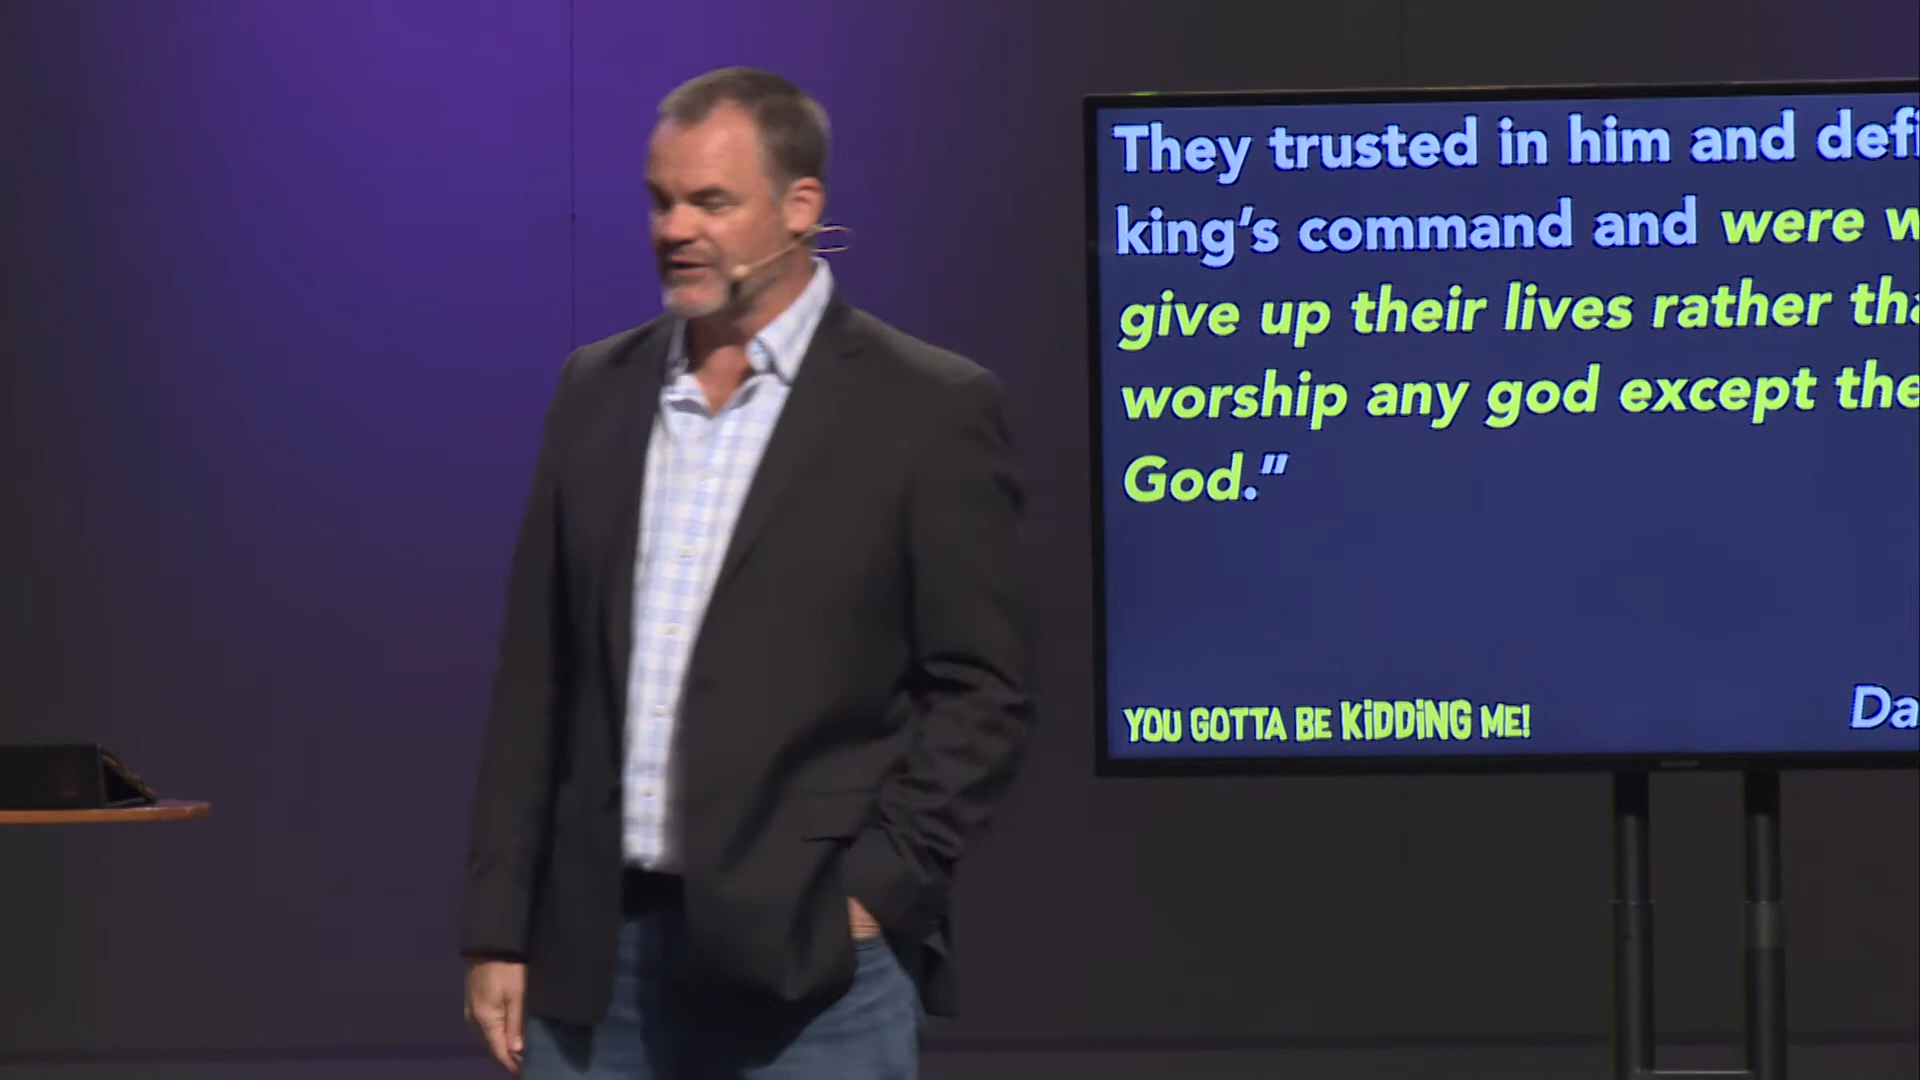 They trusted in him and defi
king’s command and were w
give up their lives rather tha
worship any god except the
God.”
YOU GOTTA BE KiDDiNG ME!
Da